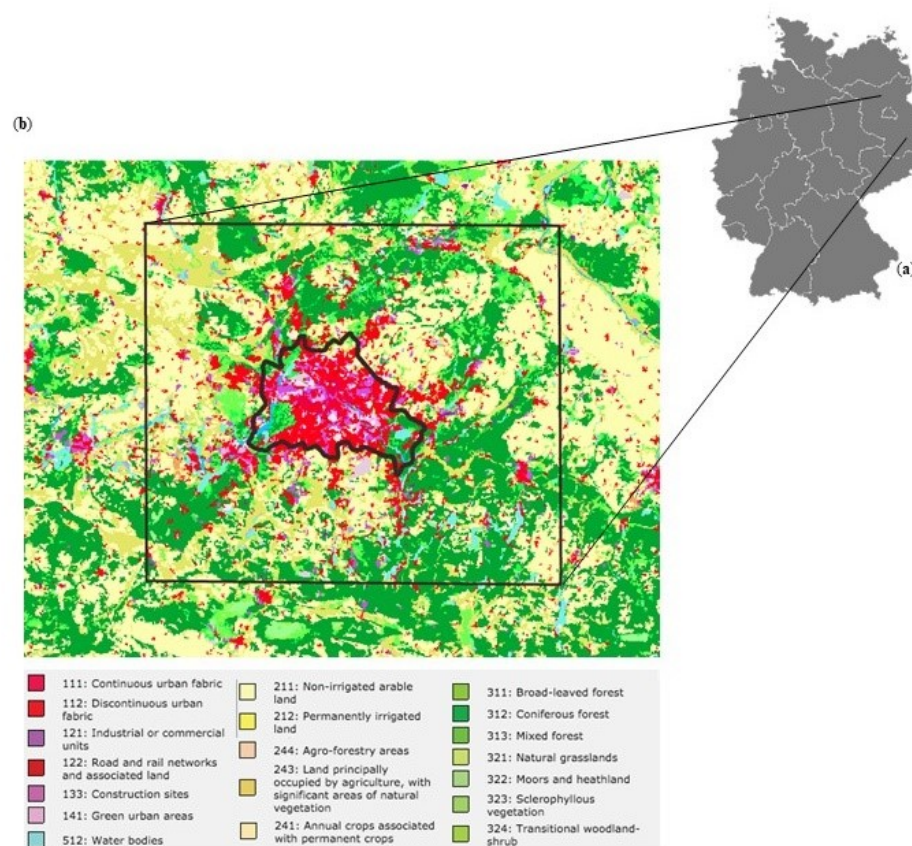 (b)
(a)
111: Continuous urban fabric
112: Discontinuous urban
fabric
121: Industrial or commercial
units
122: Road and rail networks
and associated land
133: Construction sites
141: Green urban areas
512: Water bodies
211: Non-irrigated arable
land
212: Permanently irrigated
land
244: Agro-forestry areas
243: Land principally
occupied by agriculture, with
significant areas of natural
vegetation
241: Annual crops associated
with permanent crops
311: Broad-leaved forest
312: Coniferous forest
313: Mixed forest
321: Natural grasslands
322: Moors and heathland
323: Sclerophyllous
vegetation
324: Transitional woodland-
shrub